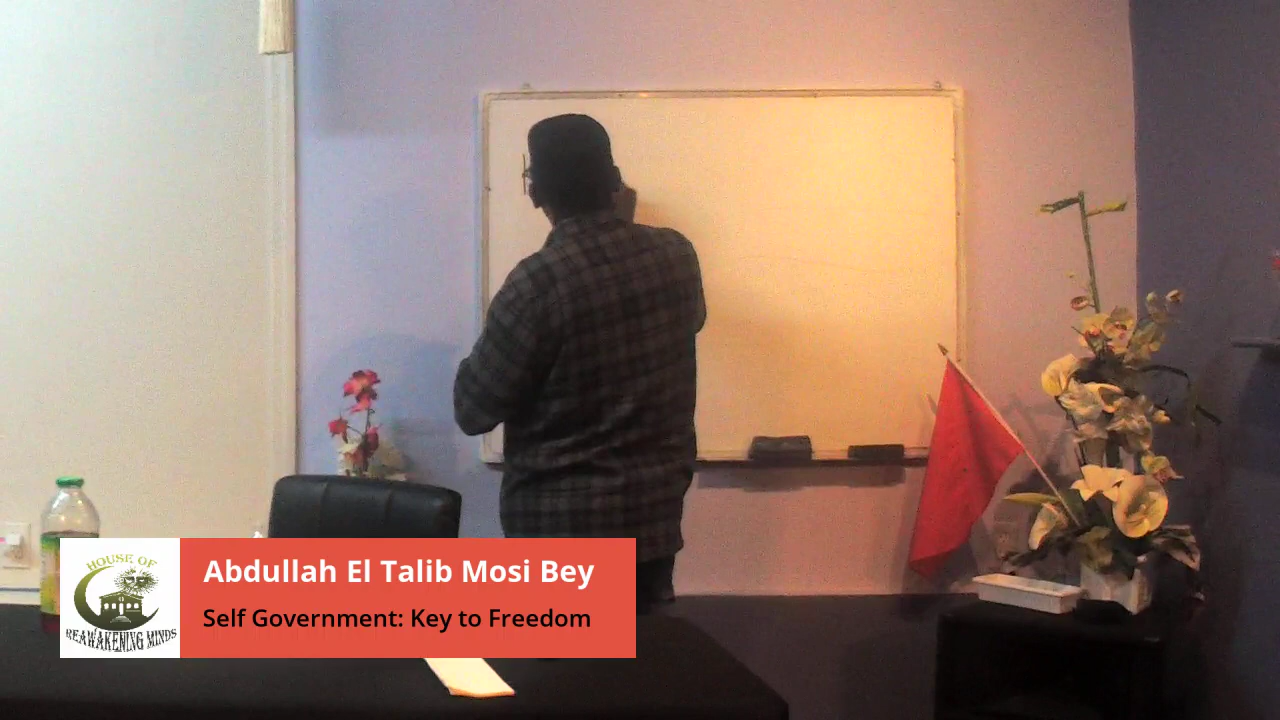 HOUSE OF
REAWAKENING MINDS
Abdullah El Talib Mosi Bey
Self Government: Key to Freedom